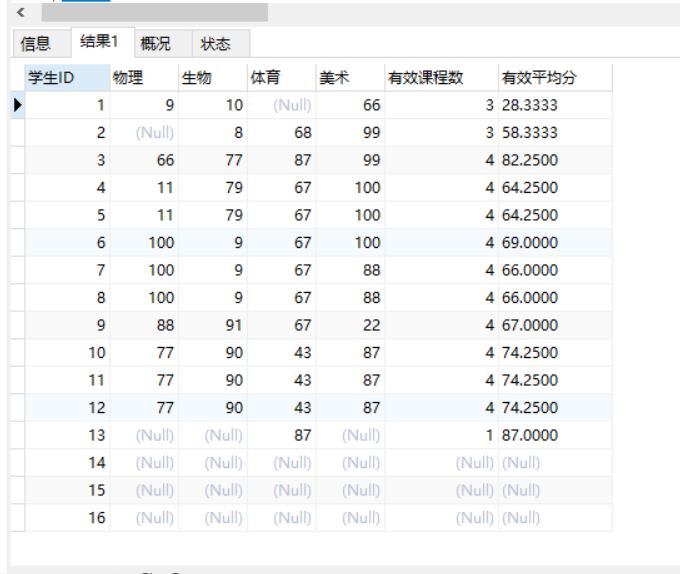 信息 结果1 概况 状态
学生ID 物理 生物 体育 美术 有效课程数 有效平均分
1 9 10 (Null) 66 3 28.3333
2 (Null) 8 68 99 3 58.3333
3 66 77 87 99 4 82.2500
4 11 79 67 100 4 64.2500
5 11 79 67 100 4 64.2500
6 100 9 67 100 4 69.0000
7 100 9 67 88 4 66.0000
8 100 9 67 88 4 66.0000
9 88 91 67 22 4 67.0000
10 77 90 43 87 4 74.2500
11 77 90 43 87 4 74.2500
12 77 90 43 87 4 74.2500
13 (Null) (Null) 87 (Null) 1 87.0000
14 (Null) (Null) (Null) (Null) (Null) (Null)
15 (Null) (Null) (Null) (Null) (Null) (Null)
16 (Null) (Null) (Null) (Null) (Null) (Null)